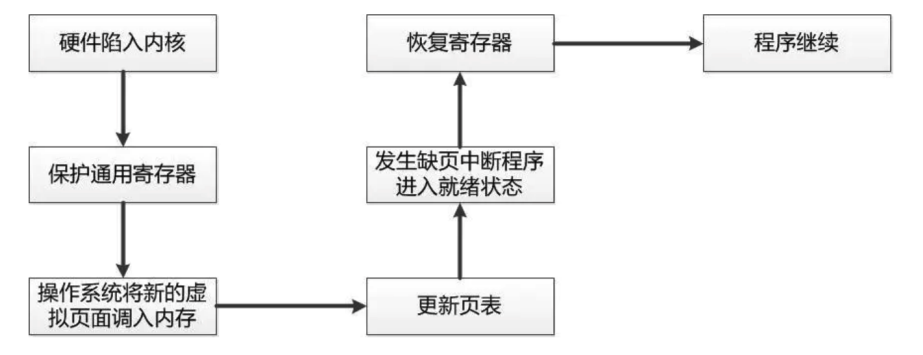 硬件陷入内核
保护通用寄存器
操作系统将新的虚
拟页面调入内存
更新页表
发生缺页中断程序
进入就绪状态
恢复寄存器
程序继续